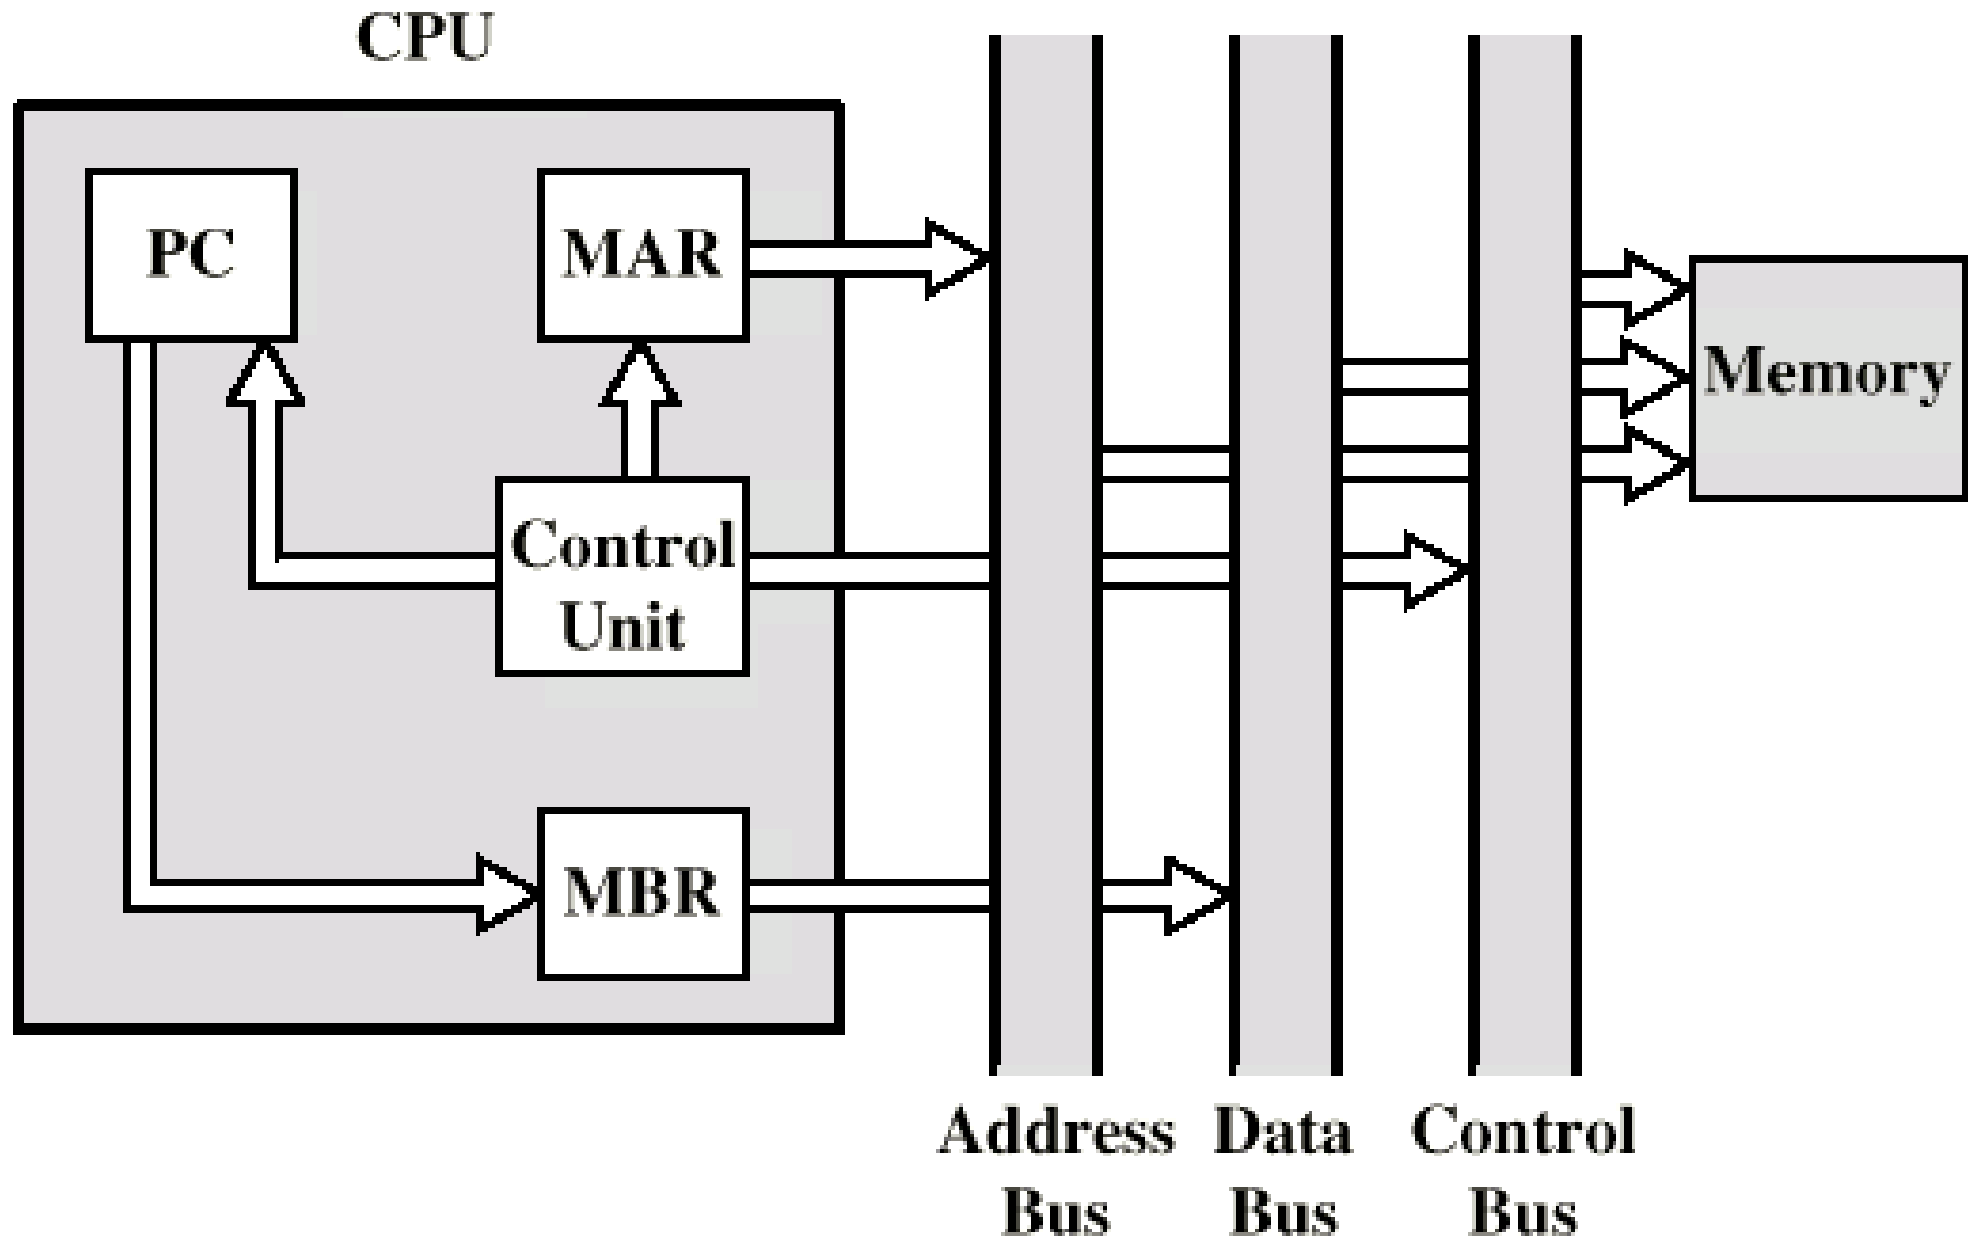 CPU
PC
MAR
Memory
Control
Unit
MBR
Address
Bus
Data
Bus
Control
Bus